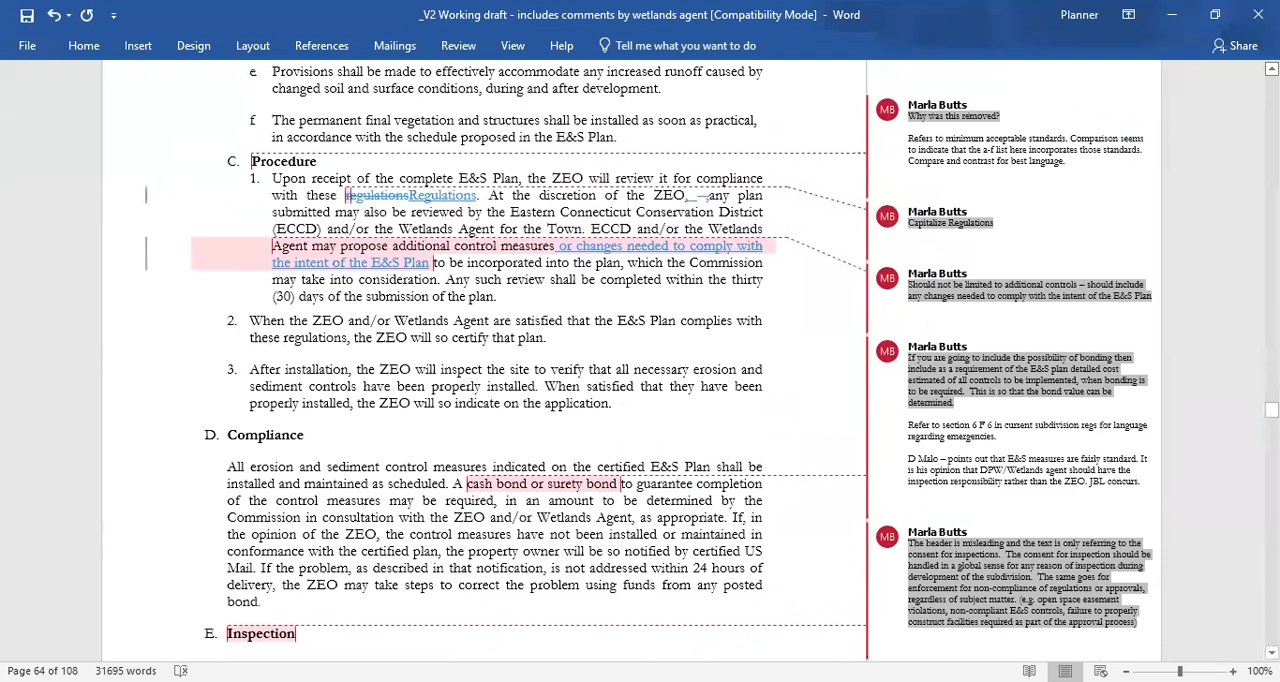 _V2 Working draft - includes comments by wetlands agent [Compatibility Mode] - Word
Planner
File Home Insert Design Layout References Mailings Review View Help Tell me what you want to do Share
e. Provisions shall be made to effectively accommodate any increased runoff caused by
changed soil and surface conditions, during and after development.
f The permanent final vegetation and structures shall be installed as soon as practical,
in accordance with the schedule proposed in the E&S Plan.
C. Procedure
1. Upon receipt of the complete E&S Plan, the ZEO will review it for compliance
with these regulationsRegulations. At the discretion of the ZEO, ,any plan
submitted may also be reviewed by the Eastern Connecticut Conservation District
(ECCD) and/or the Wetlands Agent for the Town. ECCD and/or the Wetlands
Agent may propose additional control measures or changes needed to comply with
the intent of the E&S Plan to be incorporated into the plan, which the Commission
may take into consideration. Any such review shall be completed within the thirty
(30) days of the submission of the plan.
2. When the ZEO and/or Wetlands Agent are satisfied that the E&S Plan complies with
these regulations, the ZEO will so certify that plan.
3. After installation, the ZEO will inspect the site to verify that all necessary erosion and
sediment controls have been properly installed. When satisfied that they have been
properly installed, the ZEO will so indicate on the application.
D. Compliance
All erosion and sediment control measures indicated on the certified E&S Plan shall be
installed and maintained as scheduled. A cash bond or surety bond to guarantee completion
of the control measures may be required, in an amount to be determined by the
Commission in consultation with the ZEO and/or Wetlands Agent, as appropriate. If, in
the opinion of the ZEO, the control measures have not been installed or maintained in
conformance with the certified plan, the property owner will be so notified by certified US
Mail. If the problem, as described in that notification, is not addressed within 24 hours of
delivery, the ZEO may take steps to correct the problem using funds from any posted
bond.
E. Inspection
MB Marla Butts
Why was this removed?
Refers to minimum acceptable standards. Comparison seems
to indicate that the a-f list here incorporates those standards.
Compare and contrast for best language.
MB Marla Butts
Capitalize Regulations
MB Marla Butts
Should not be limited to additional controls – should include
any changes needed to comply with the intent of the E&S Plan
MB Marla Butts
If you are going to include the possibility of bonding then
include as a requirement of the E&S plan detailed cost
estimated of all controls to be implemented, when bonding is
to be required. This is so that the bond value can be
determined.
Refer to section 6 F 6 in current subdivision regs for language
regarding emergencies.
D Malo – points out that E&S measures are fairly standard. It
is his opinion that DPW/Wetlands agent should have the
inspection responsibility rather than the ZEO. JBL concurs.
MB Marla Butts
The header is misleading and the text is only referring to the
consent for inspections. The consent for inspection should be
handled in a global sense for any reason of inspection during
development of the subdivision. The same goes for
enforcement for non-compliance of regulations or approvals,
regardless of subject matter. (e.g. open space easement
violations, non-compliant E&S controls, failure to properly
construct facilities required as part of the approval process)
Page 64 of 108 31695 words
100%